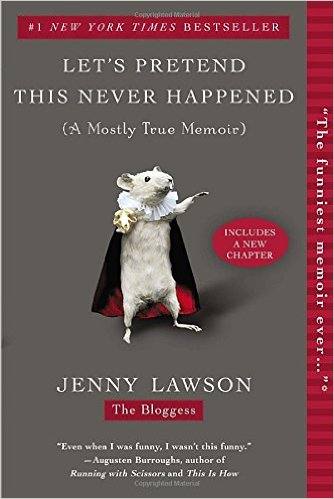 #1 NEW YORK TIMES BESTSELLER
LET'S PRETEND
THIS NEVER HAPPENED
(A Mostly True Memoir)
INCLUDES
A NEW
CHAPTER
JENNY LAWSON
The Bloggess
"Even when I was funny, I wasn't this funny."
—Augusten Burroughs, author of
Running with Scissors and This Is How
"The funniest memoir ever..."*